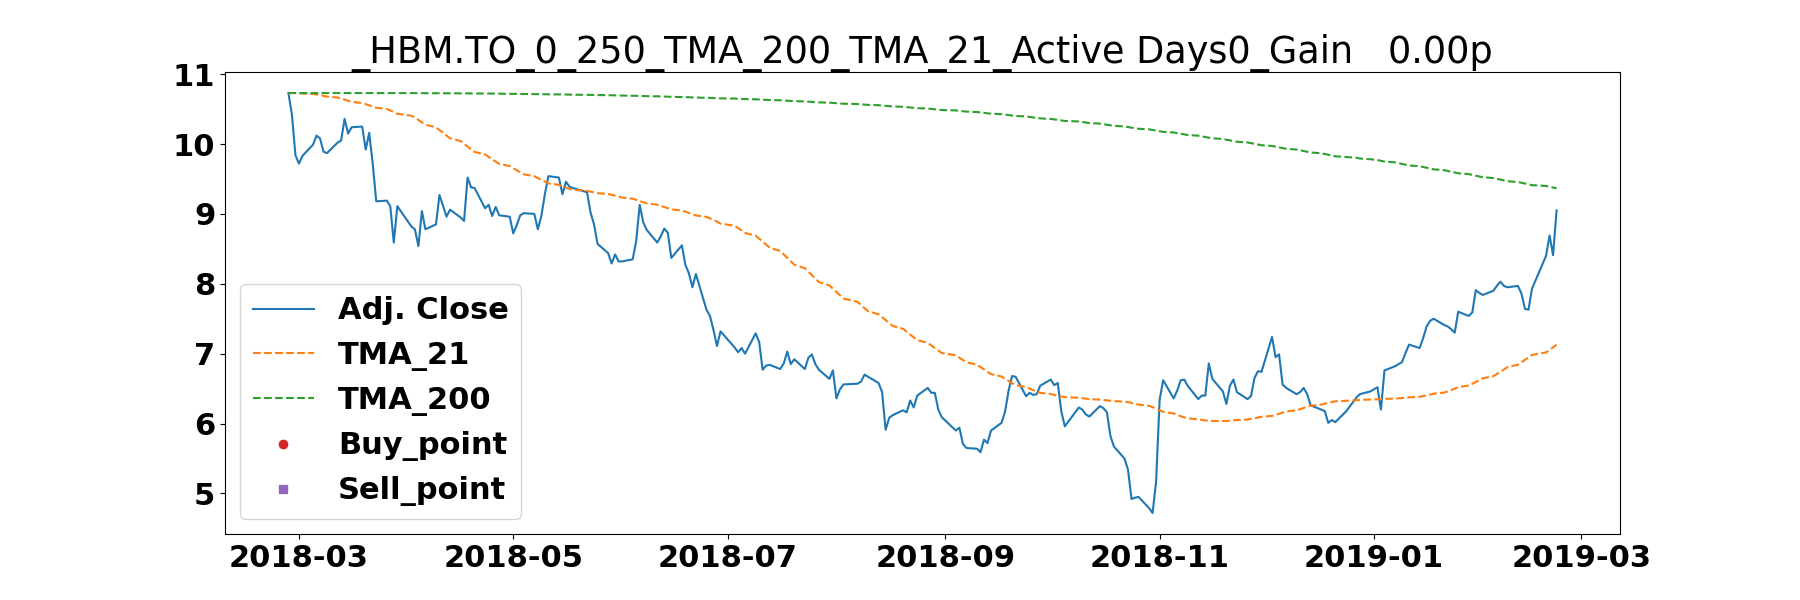 _HBM.TO_0_250_TMA_200_TMA_21_Active Days0_Gain   0.00p
11
10
9
8
7
6
5
Adj. Close
TMA_21
TMA_200
Buy_point
Sell_point
2018-03 2018-05 2018-07 2018-09 2018-11 2019-01 2019-03